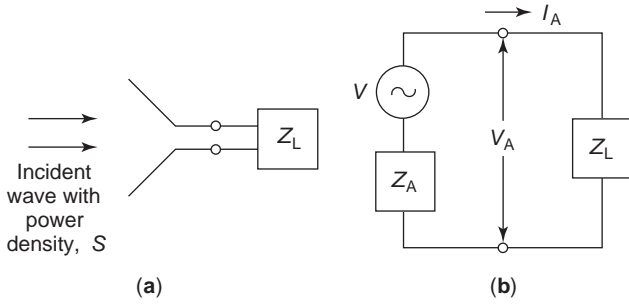 Z_L
Incident
wave with
power
density, S
(a)
I_A
V
V_A
Z_A
Z_L
(b)